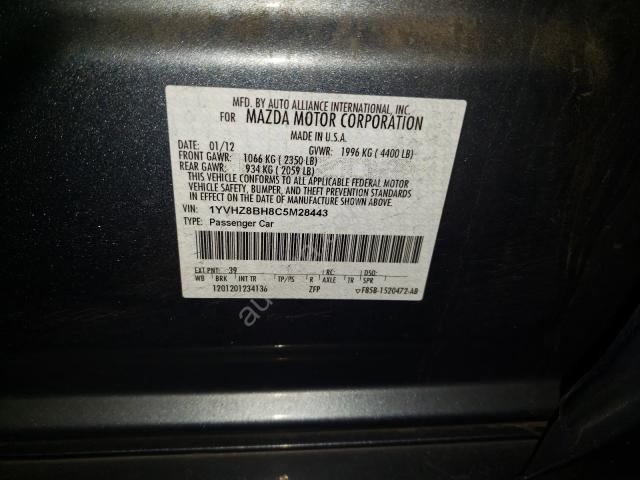 MFD. BY AUTO ALLIANCE INTERNATIONAL, INC.
FOR MAZDA MOTOR CORPORATION
MADE IN U.S.A.
DATE: 01/12 GVWR: 1996 KG ( 4400 LB)
FRONT GAWR: 1066 KG ( 2350 LB)
REAR GAWR: 934 KG ( 2059 LB)
THIS VEHICLE CONFORMS TO ALL APPLICABLE FEDERAL MOTOR
VEHICLE SAFETY, BUMPER, AND THEFT PREVENTION STANDARDS
IN EFFECT ON THE DATE OF MANUFACTURE SHOWN ABOVE.
VIN: 1YVHZ8BH8C5M28443
TYPE: Passenger Car
EXT PNT: 39 RC: DSO:
WB BRK INT TR TP/PS R AXLE TR SPR
1201201234136 ZFP F85B-1520472-AB